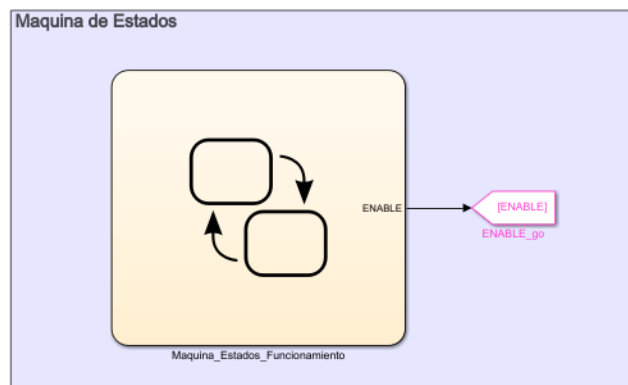 Maquina de Estados
ENABLE
[ENABLE]
ENABLE_go
Maquina_Estados_Funcionamiento